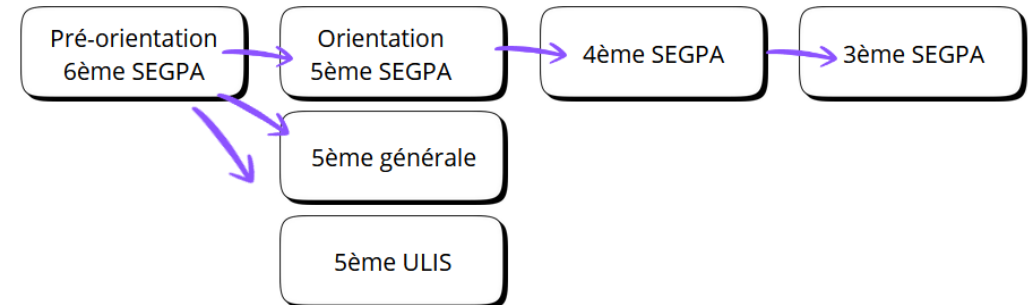 Pré-orientation
6ème SEGPA
Orientation
5ème SEGPA
4ème SEGPA
3ème SEGPA
5ème générale
5ème ULIS